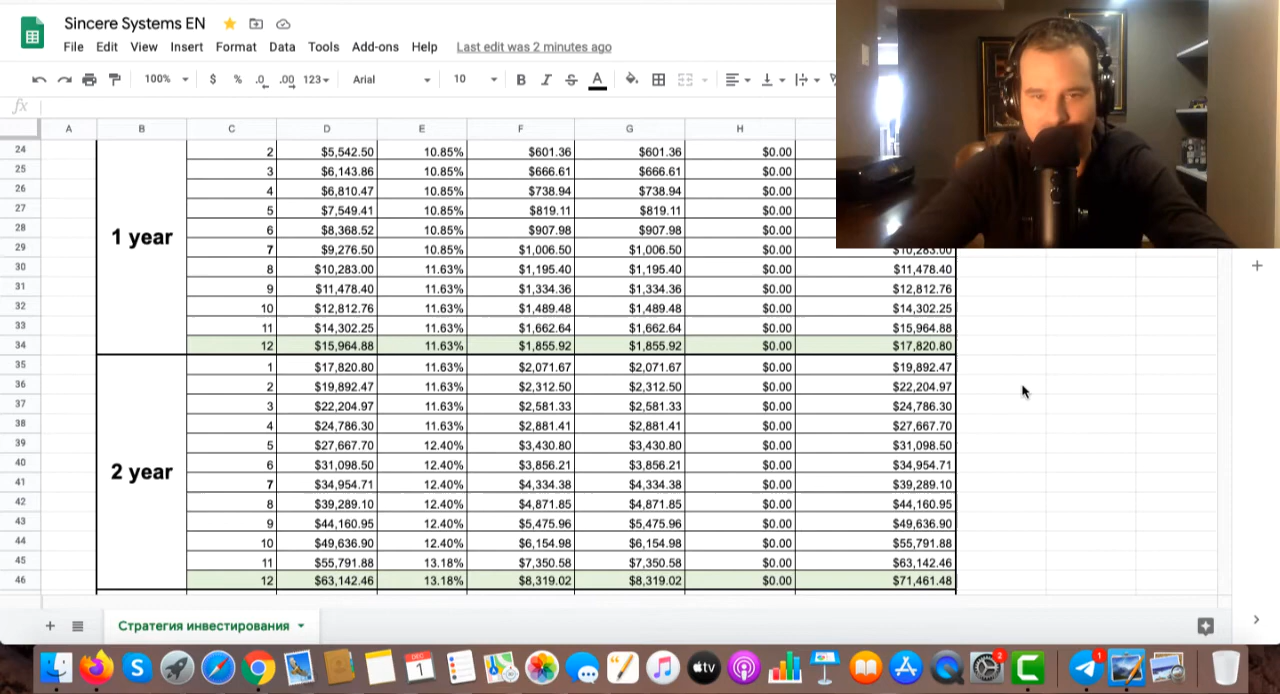 Sincere Systems EN
File Edit View Insert Format Data Tools Add-ons Help Last edit was 2 minutes ago
100% $ % .0 .00 123 Arial 10 B I S A
fx
A B C D E F G H
24 2 $5,542.50 10.85% $601.36 $601.36 $0.00
25 3 $6,143.86 10.85% $666.61 $666.61 $0.00
26 4 $6,810.47 10.85% $738.94 $738.94 $0.00
27 5 $7,549.41 10.85% $819.11 $819.11 $0.00
28 1 year 6 $8,368.52 10.85% $907.98 $907.98 $0.00
29 7 $9,276.50 10.85% $1,006.50 $1,006.50 $0.00 $10,283.00
30 8 $10,283.00 11.63% $1,195.40 $1,195.40 $0.00 $11,478.40
31 9 $11,478.40 11.63% $1,334.36 $1,334.36 $0.00 $12,812.76
32 10 $12,812.76 11.63% $1,489.48 $1,489.48 $0.00 $14,302.25
33 11 $14,302.25 11.63% $1,662.64 $1,662.64 $0.00 $15,964.88
34 12 $15,964.88 11.63% $1,855.92 $1,855.92 $0.00 $17,820.80
35 1 $17,820.80 11.63% $2,071.67 $2,071.67 $0.00 $19,892.47
36 2 $19,892.47 11.63% $2,312.50 $2,312.50 $0.00 $22,204.97
37 3 $22,204.97 11.63% $2,581.33 $2,581.33 $0.00 $24,786.30
38 4 $24,786.30 11.63% $2,881.41 $2,881.41 $0.00 $27,667.70
39 5 $27,667.70 12.40% $3,430.80 $3,430.80 $0.00 $31,098.50
40 2 year 6 $31,098.50 12.40% $3,856.21 $3,856.21 $0.00 $34,954.71
41 7 $34,954.71 12.40% $4,334.38 $4,334.38 $0.00 $39,289.10
42 8 $39,289.10 12.40% $4,871.85 $4,871.85 $0.00 $44,160.95
43 9 $44,160.95 12.40% $5,475.96 $5,475.96 $0.00 $49,636.90
44 10 $49,636.90 12.40% $6,154.98 $6,154.98 $0.00 $55,791.88
45 11 $55,791.88 13.18% $7,350.58 $7,350.58 $0.00 $63,142.46
46 12 $63,142.46 13.18% $8,319.02 $8,319.02 $0.00 $71,461.48
Стратегия инвестирования
DEC 1 tv 2 1